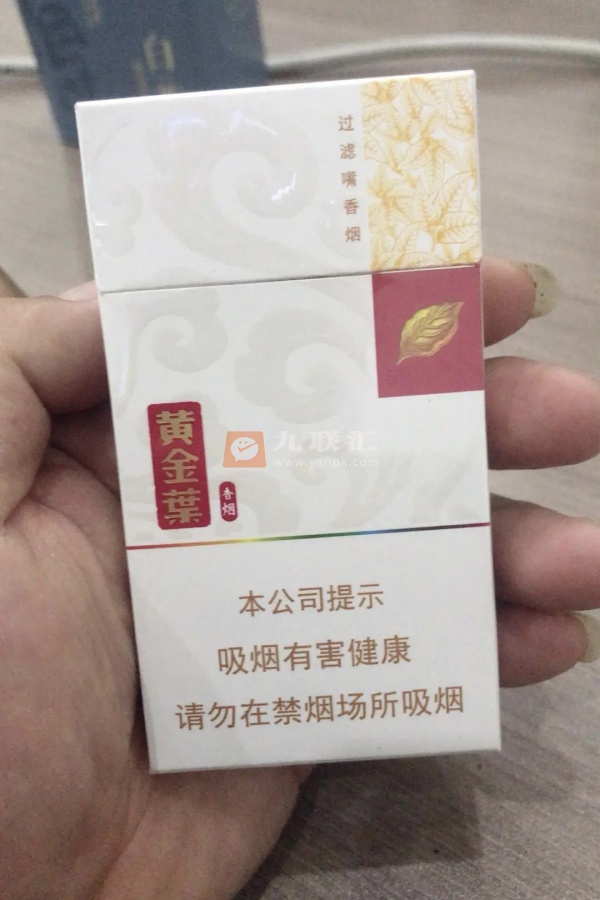 白
过滤嘴香烟
黄金葉
香烟
九联汇
www.yanpk.com
本公司提示
吸烟有害健康
请勿在禁烟场所吸烟